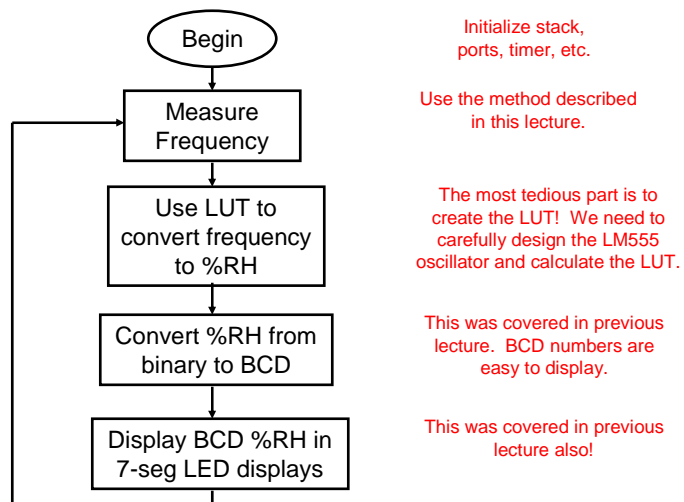 Begin
Initialize stack,
ports, timer, etc.
Measure
Frequency
Use the method described
in this lecture.
Use LUT to
convert frequency
to %RH
The most tedious part is to
create the LUT!  We need to
carefully design the LM555
oscillator and calculate the LUT.
Convert %RH from
binary to BCD
This was covered in previous
lecture.  BCD numbers are
easy to display.
Display BCD %RH in
7-seg LED displays
This was covered in previous
lecture also!